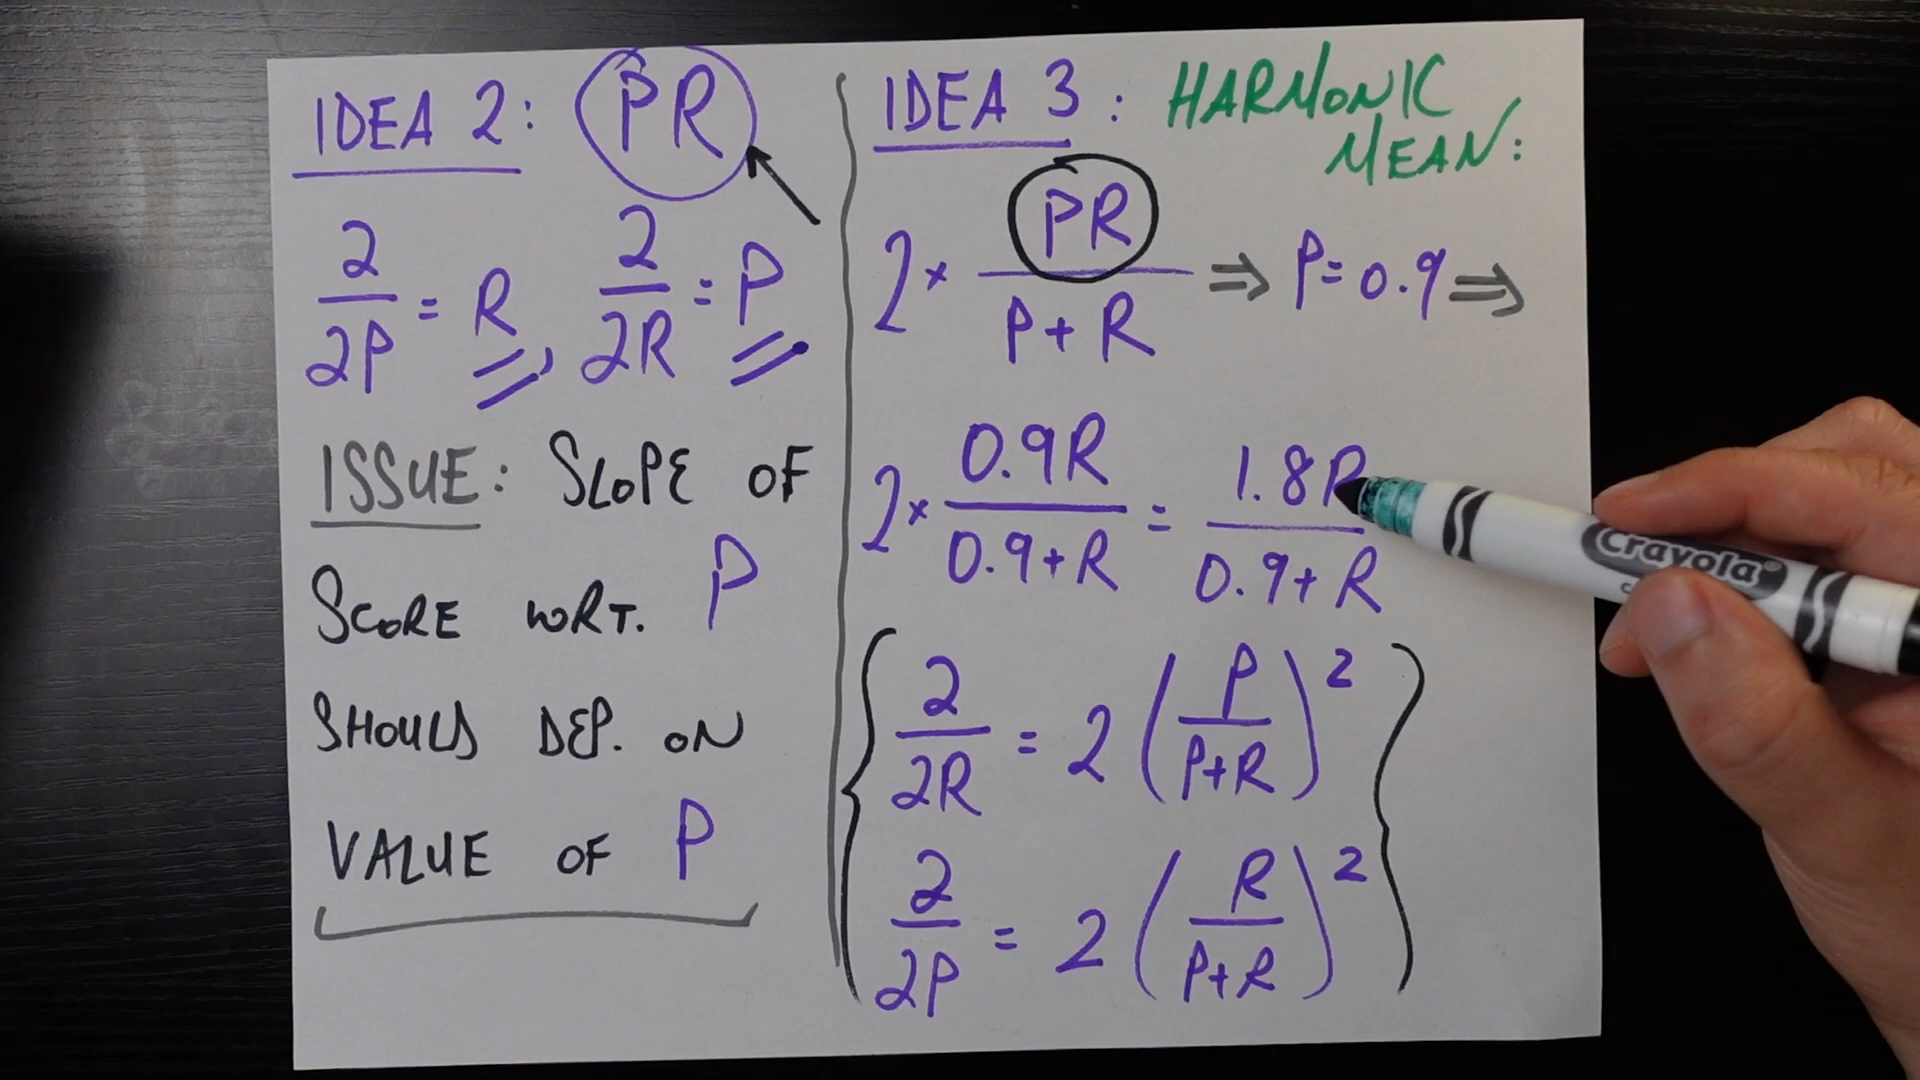 IDEA 2: PR
2/2P = R, 2/2R = P
ISSUE: SLOPE OF
SCORE WRT. P
SHOULD DEP. ON
VALUE OF P
IDEA 3: HARMONIC
MEAN:
2 × PR/P+R ⇒ P = 0.9 ⇒
2 × 0.9R/0.9+R = 1.8R/0.9+R
{ 2/2R = 2 (P/P+R)²
2/2P = 2 (R/P+R)² }
Crayola®